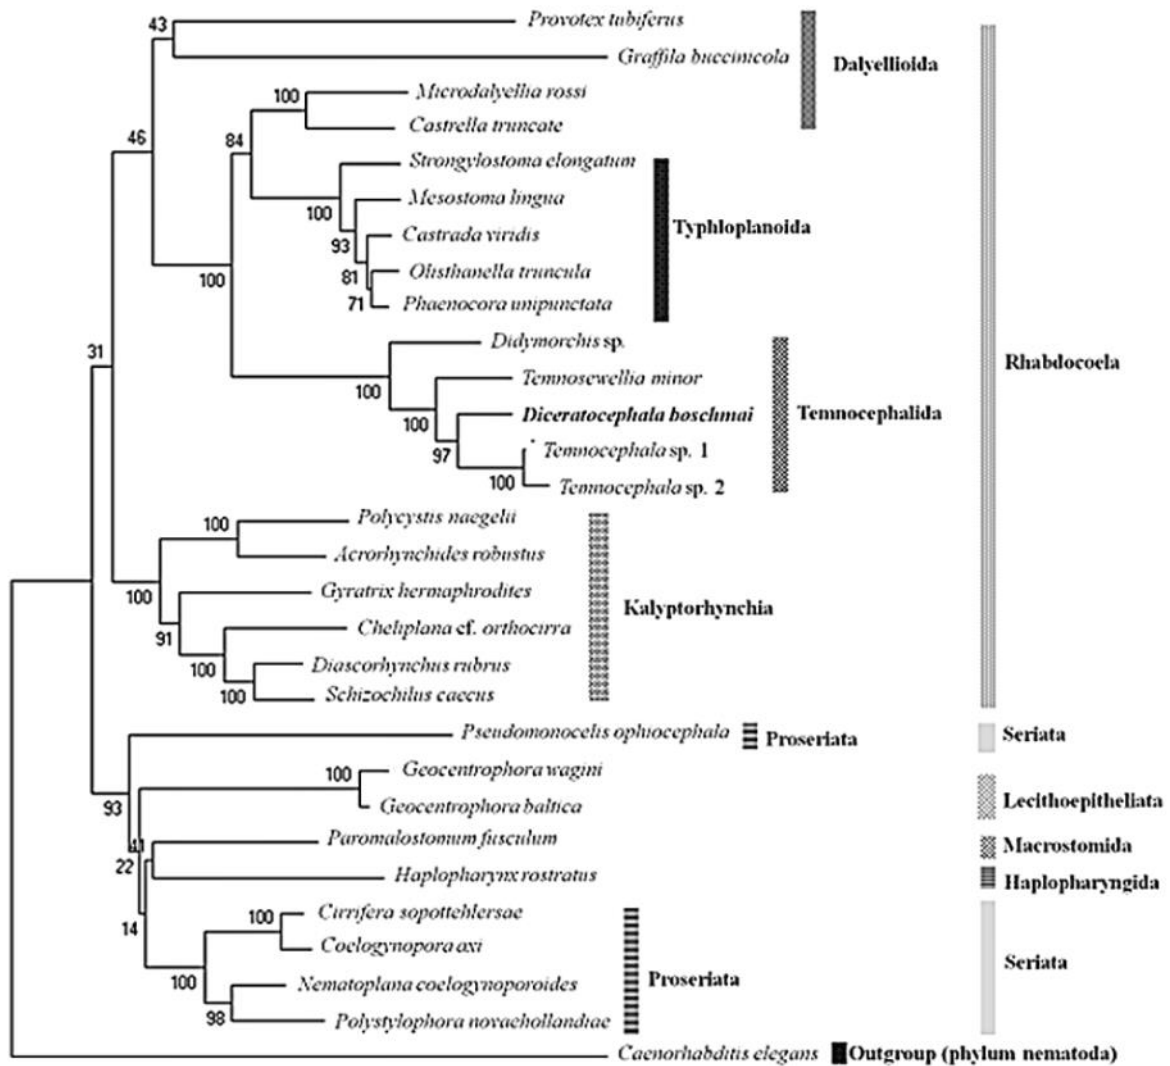 43
Provotex tubiferus
Graffila buccinicola
Dalyellioida
100
Microdalyellia rossi
46
84
Castrella truncate
Strongylostoma elongatum
100
Mesostoma lingua
93
Castrada viridis
Typhloplanoida
100
81
Olisthanella truncula
71
Phaenocora unipunctata
31
Didymorchis sp.
Rhabdocoela
100
Temnosewellia minor
100
Diceratocephala boschmai
Temnocephalida
97
Temnocephala sp. 1
100
Temnocephala sp. 2
100
Polycystis naegelii
Acrorhynchides robustus
100
Gyratrix hermaphrodites
Kalyptorhynchia
91
Cheliplana cf. orthocirra
100
Diascorhynchus rubrus
100
Schizochilus caecus
Pseudomonocelis ophiocephala
Proseriata
Seriata
100
Geocentrophora wagini
93
Geocentrophora baltica
Lecithoepitheliata
41
Paromalostomum fusculum
Macrostomida
22
Haplopharynx rostratus
Haplopharyngida
14
100
Cirrifera sopottehlersae
Coelogynopora axi
Seriata
100
Nematoplana coelogynoporoides
Proseriata
98
Polystylophora novaehollandiae
Caenorhabditis elegans
Outgroup (phylum nematoda)